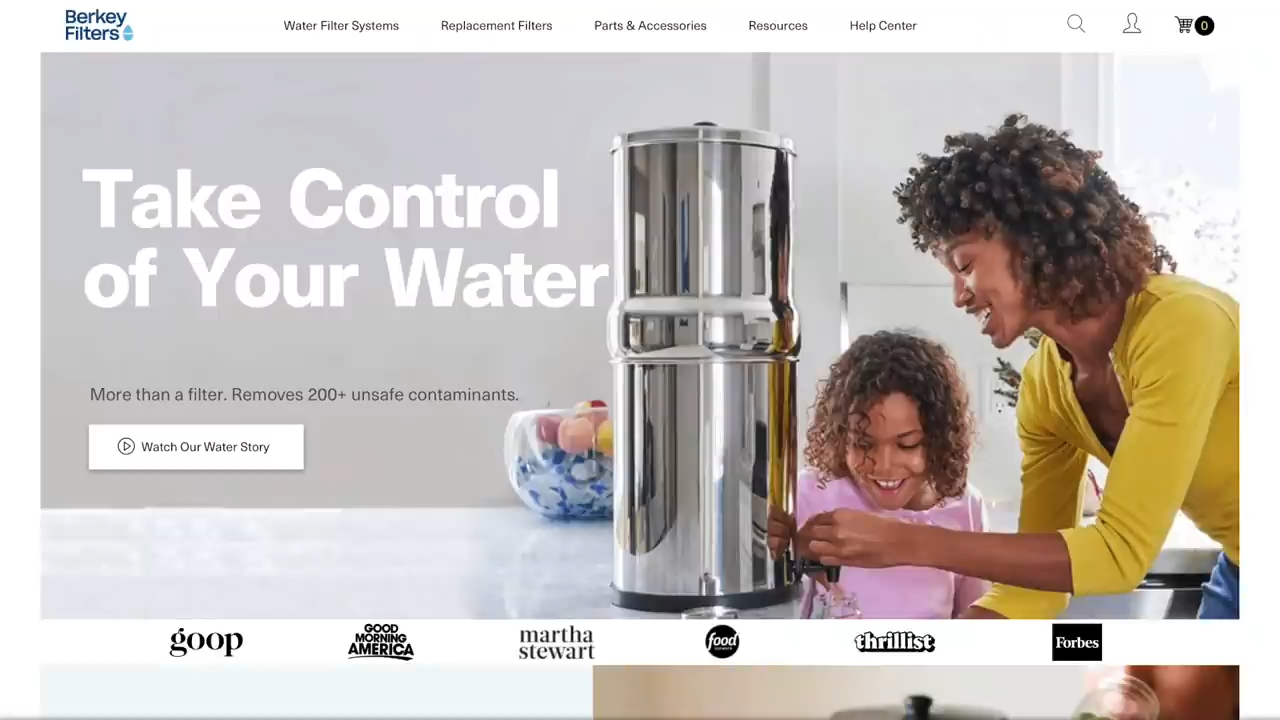 Berkey
Filters
Water Filter Systems
Replacement Filters
Parts & Accessories
Resources
Help Center
0
Take Control
of Your Water
More than a filter. Removes 200+ unsafe contaminants.
Watch Our Water Story
goop
GOOD
MORNING
AMERICA
martha
stewart
food
thrillist
Forbes